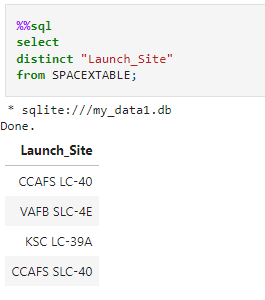 %%sql
select
distinct "Launch_Site"
from SPACEXTABLE;
* sqlite:///my_data1.db
Done.
Launch_Site
CCAFS LC-40
VAFB SLC-4E
KSC LC-39A
CCAFS SLC-40